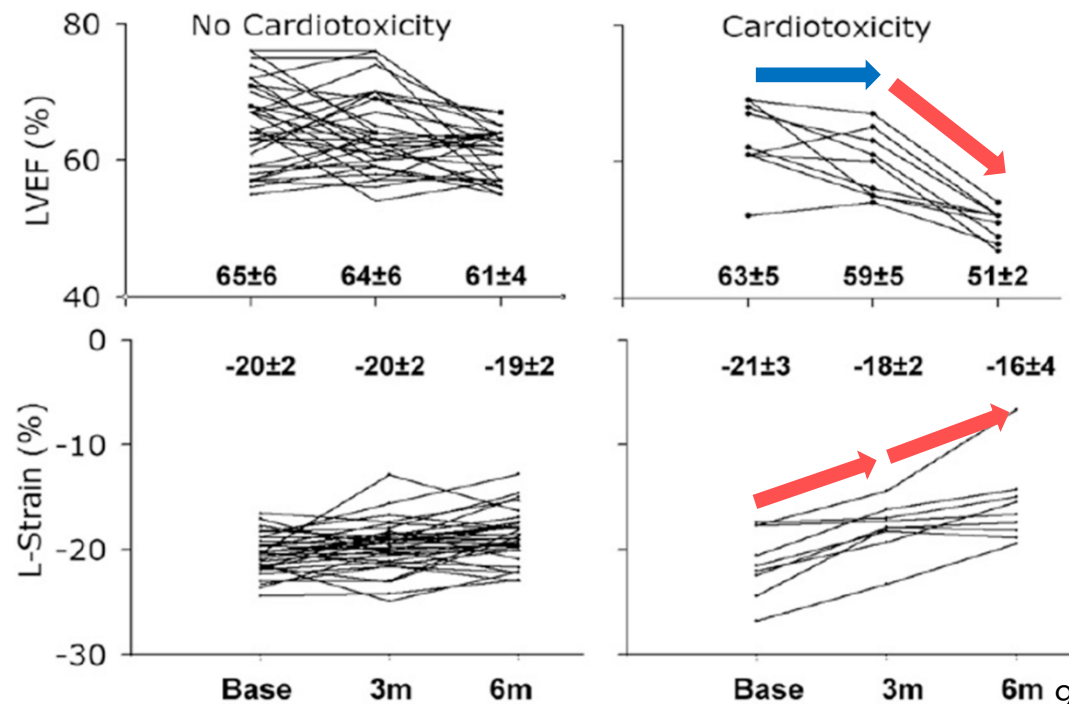 No Cardiotoxicity
Cardiotoxicity
LVEF (%)
80
60
40
65±6 64±6 61±4
63±5 59±5 51±2
L-Strain (%)
0
-10
-20
-30
-20±2 -20±2 -19±2
-21±3 -18±2 -16±4
Base 3m 6m
Base 3m 6m
9